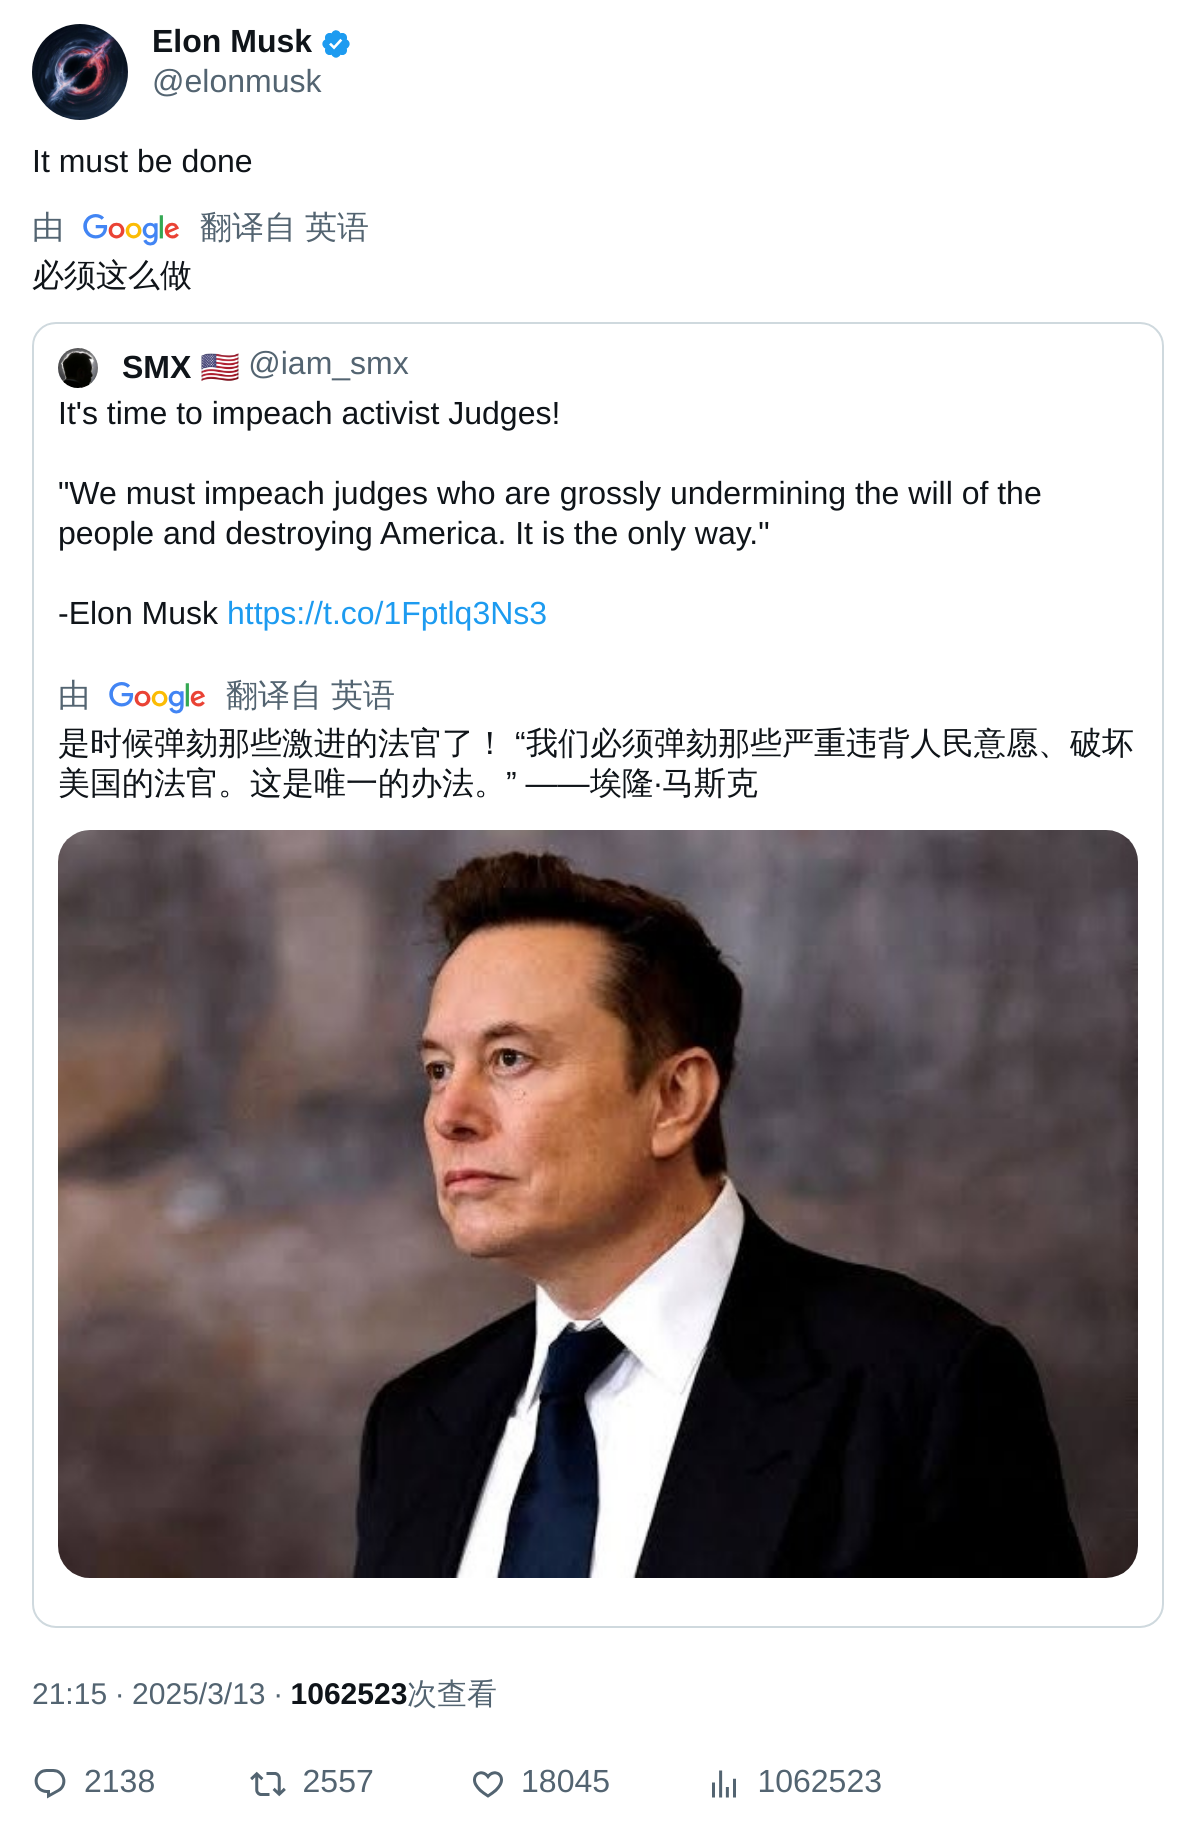 Elon Musk
@elonmusk
It must be done
由 Google 翻译自 英语
必须这么做
SMX 🇺🇸 @iam_smx
It's time to impeach activist Judges!
"We must impeach judges who are grossly undermining the will of the
people and destroying America. It is the only way."
-Elon Musk https://t.co/1Fptlq3Ns3
由 Google 翻译自 英语
是时候弹劾那些激进的法官了！ “我们必须弹劾那些严重违背人民意愿、破坏
美国的法官。这是唯一的办法。” ——埃隆·马斯克
21:15 · 2025/3/13 · 1062523次查看
2138 2557 18045 1062523